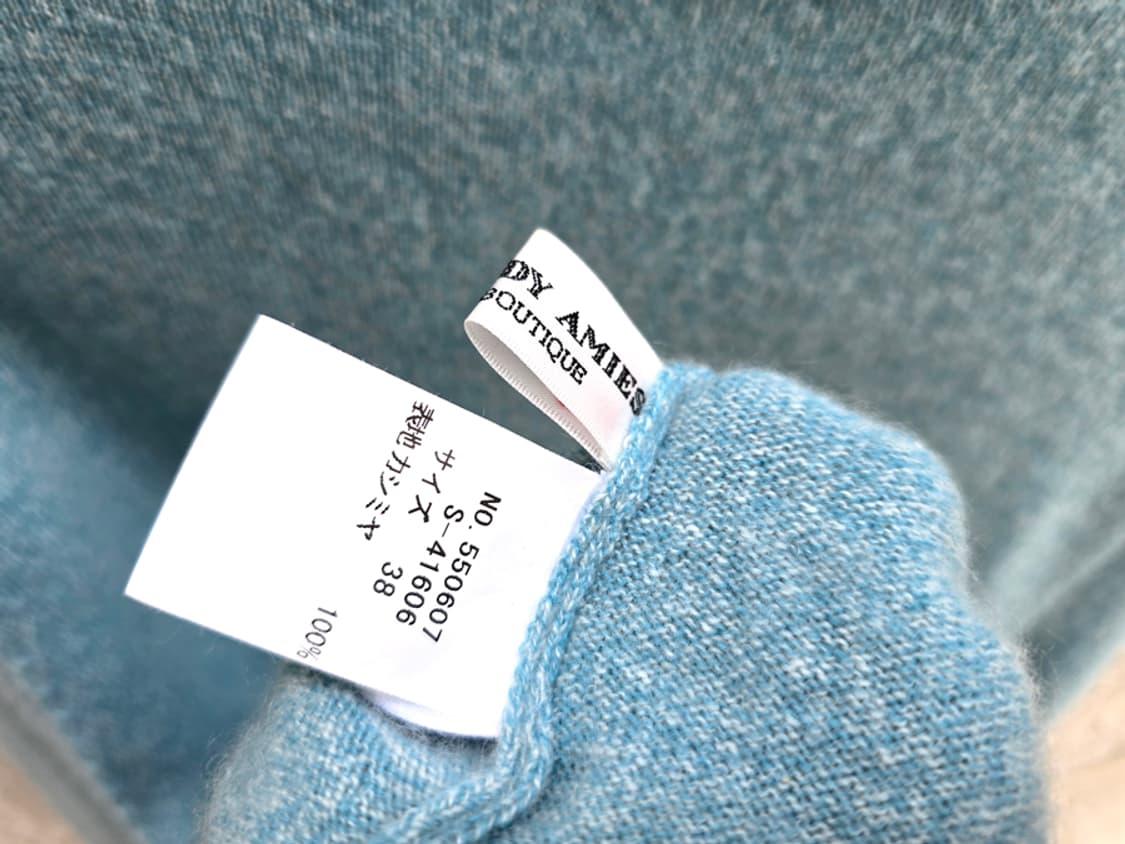 DY AMIES
BOUTIQUE
NO. 550607
S-41606
サイズ 38
表地 カシミヤ
100%